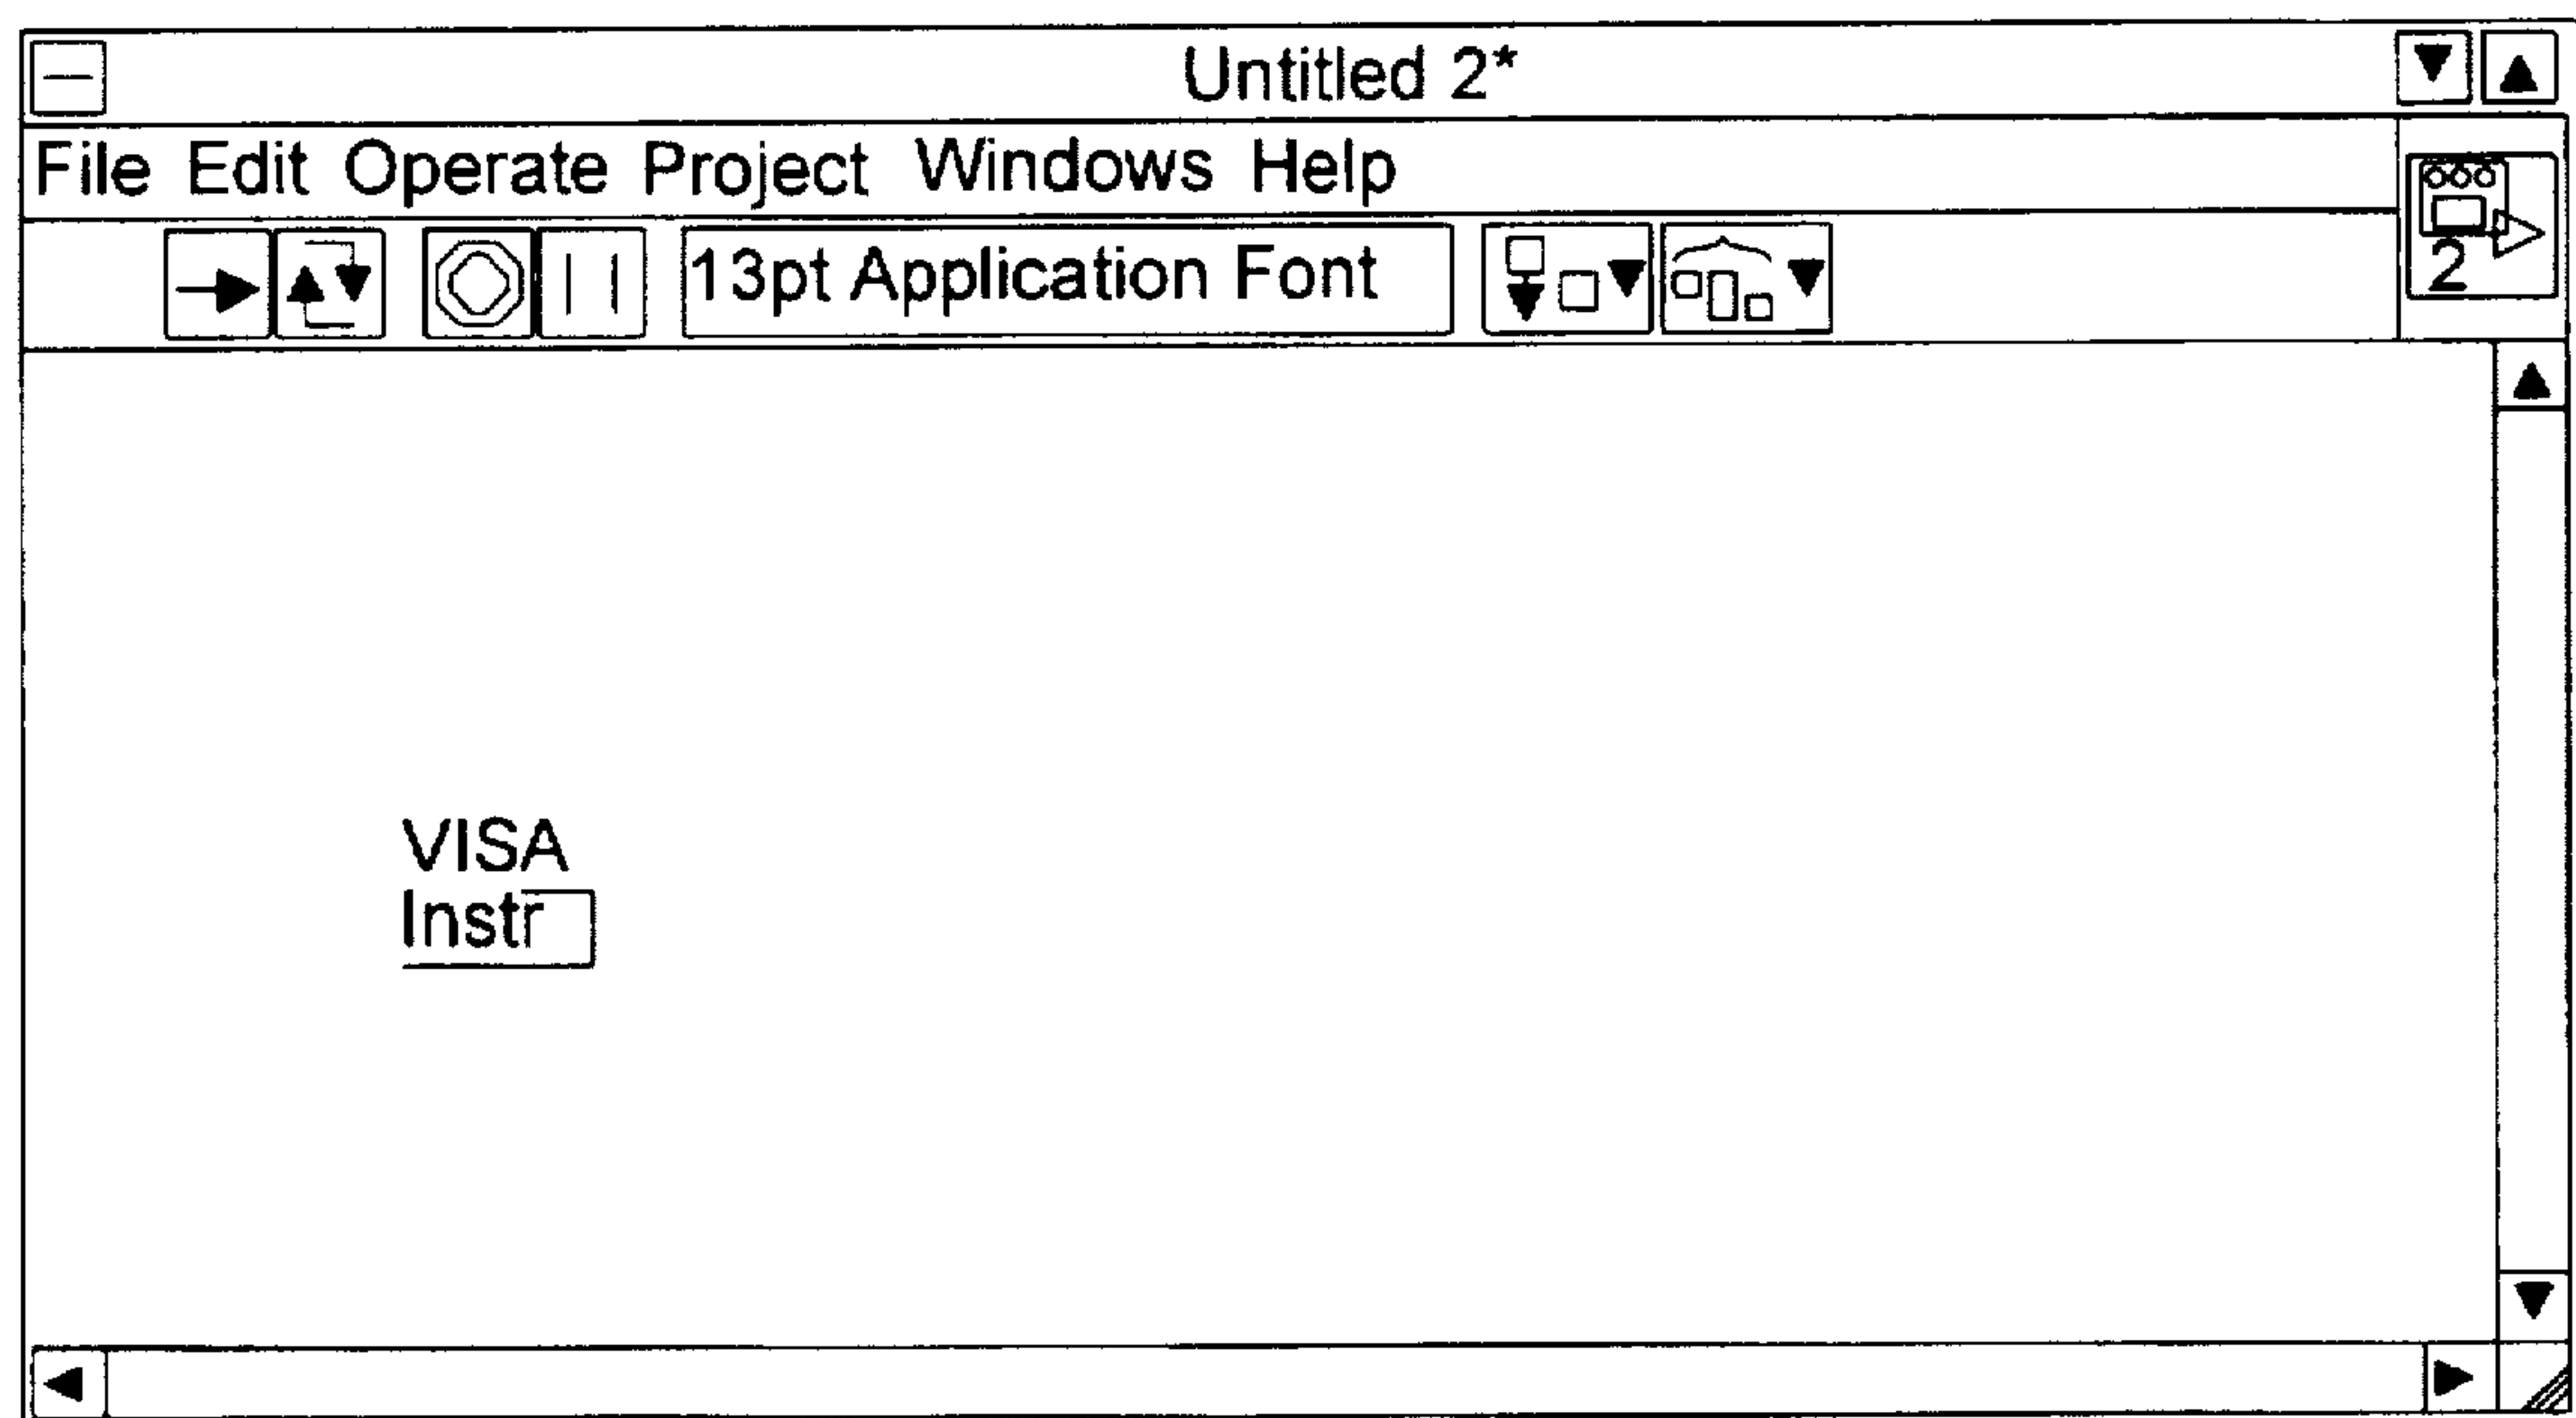 Untitled 2*
File Edit Operate Project Windows Help
2
13pt Application Font
VISA
Instr